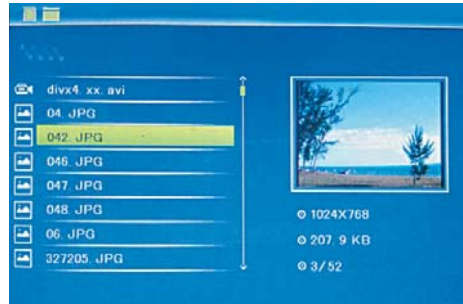 divx4. xx. avi
04. JPG
042. JPG
046. JPG
047. JPG
048. JPG
06. JPG
327205. JPG
1024X768
207. 9 KB
3/52